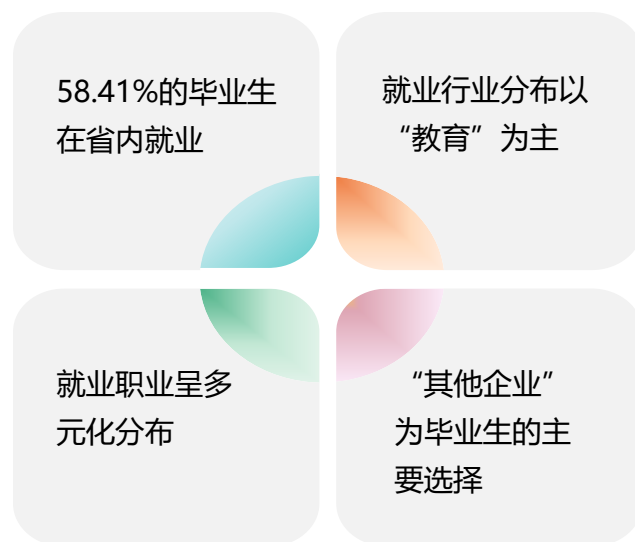 58.41%的毕业生
在省内就业
就业行业分布以
“教育”为主
就业职业呈多
元化分布
“其他企业”
为毕业生的主
要选择